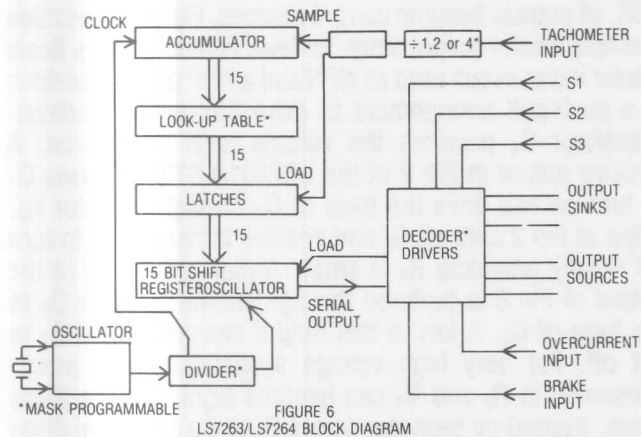 CLOCK
SAMPLE
ACCUMULATOR
÷1.2 or 4*
TACHOMETER
INPUT
15
S1
LOOK-UP TABLE*
S2
15
S3
LOAD
LATCHES
OUTPUT
SINKS
15
LOAD
DECODER*
DRIVERS
OUTPUT
SOURCES
15 BIT SHIFT
REGISTEROSCILLATOR
SERIAL
OUTPUT
OSCILLATOR
OVERCURRENT
INPUT
DIVIDER*
BRAKE
INPUT
*MASK PROGRAMMABLE
FIGURE 6
LS7263/LS7264 BLOCK DIAGRAM